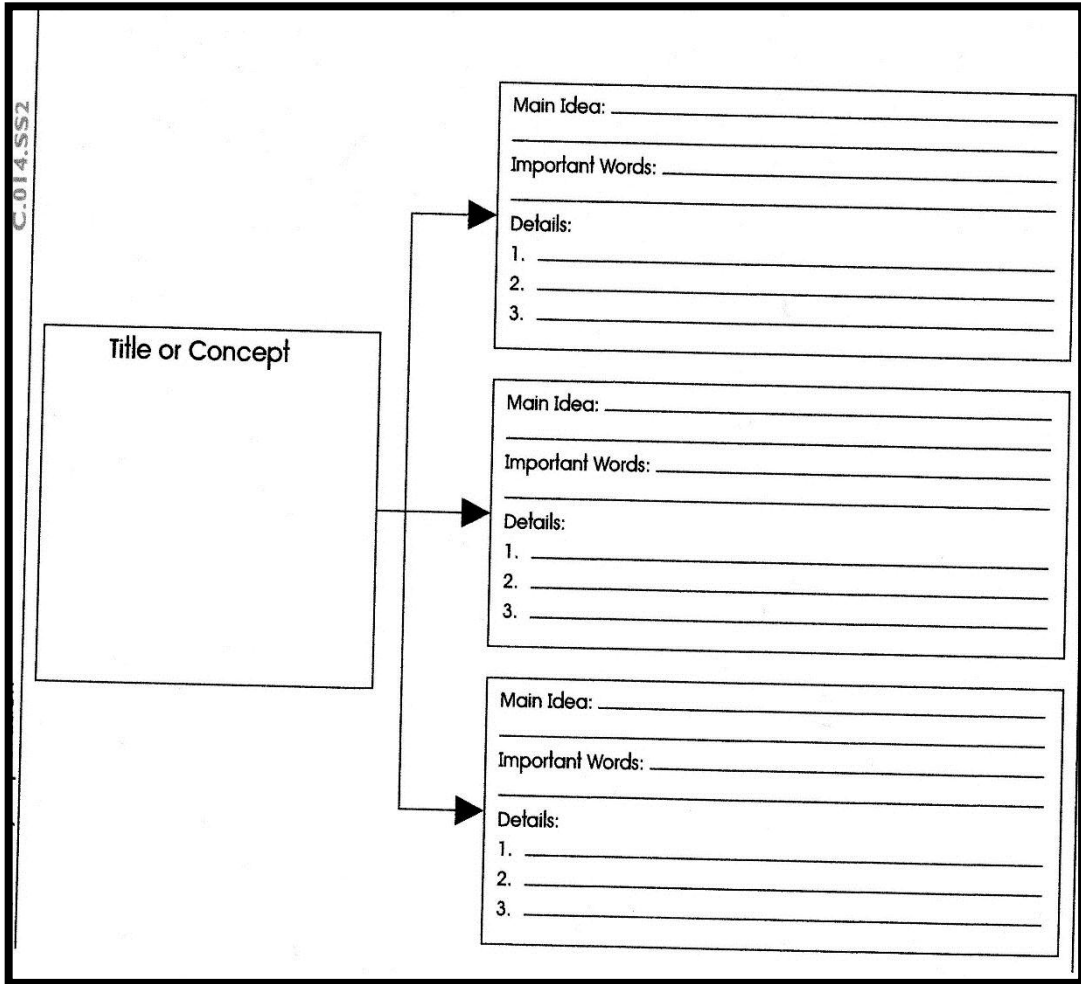 C.014.SS2
Title or Concept
Main Idea:
Important Words:
Details:
1.
2.
3.
Main Idea:
Important Words:
Details:
1.
2.
3.
Main Idea:
Important Words:
Details:
1.
2.
3.